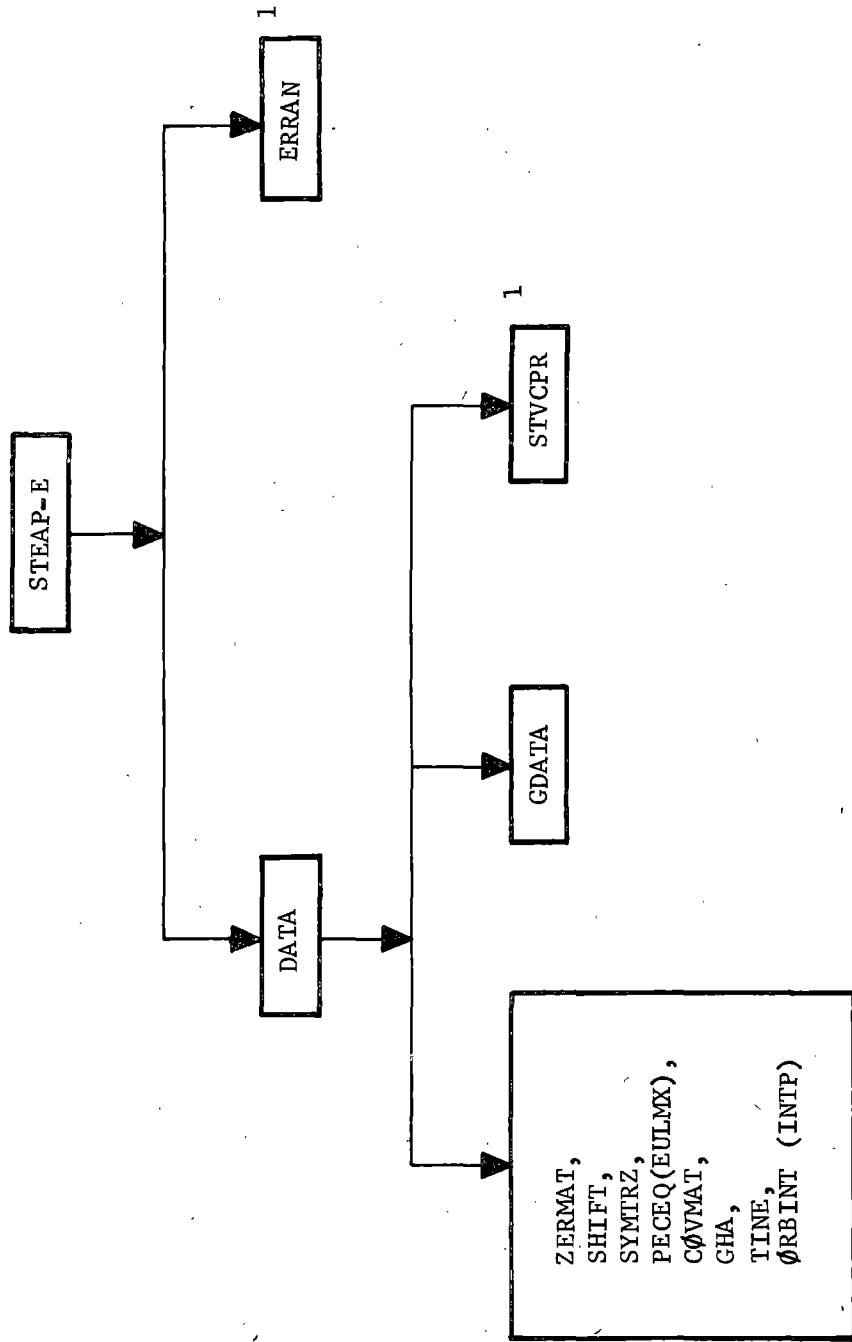 STEAP-E
DATA
ERRAN
1
ZERMAT,
SHIFT,
SYMTRZ,
PECEQ(EULMX),
CØVMAT,
GHA,
TINE,
ØRBINT (INTP)
GDATA
STVCPR
1